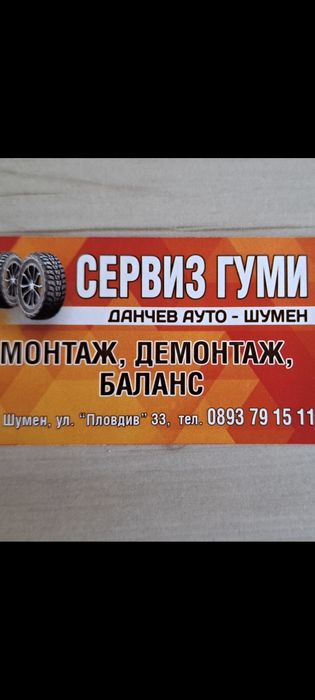 СЕРВИЗ ГУМИ
ДАНЧЕВ АУТО - ШУМЕН
МОНТАЖ, ДЕМОНТАЖ,
БАЛАНС
Шумен, ул. "Пловдив" 33, тел. 0893 79 15 11